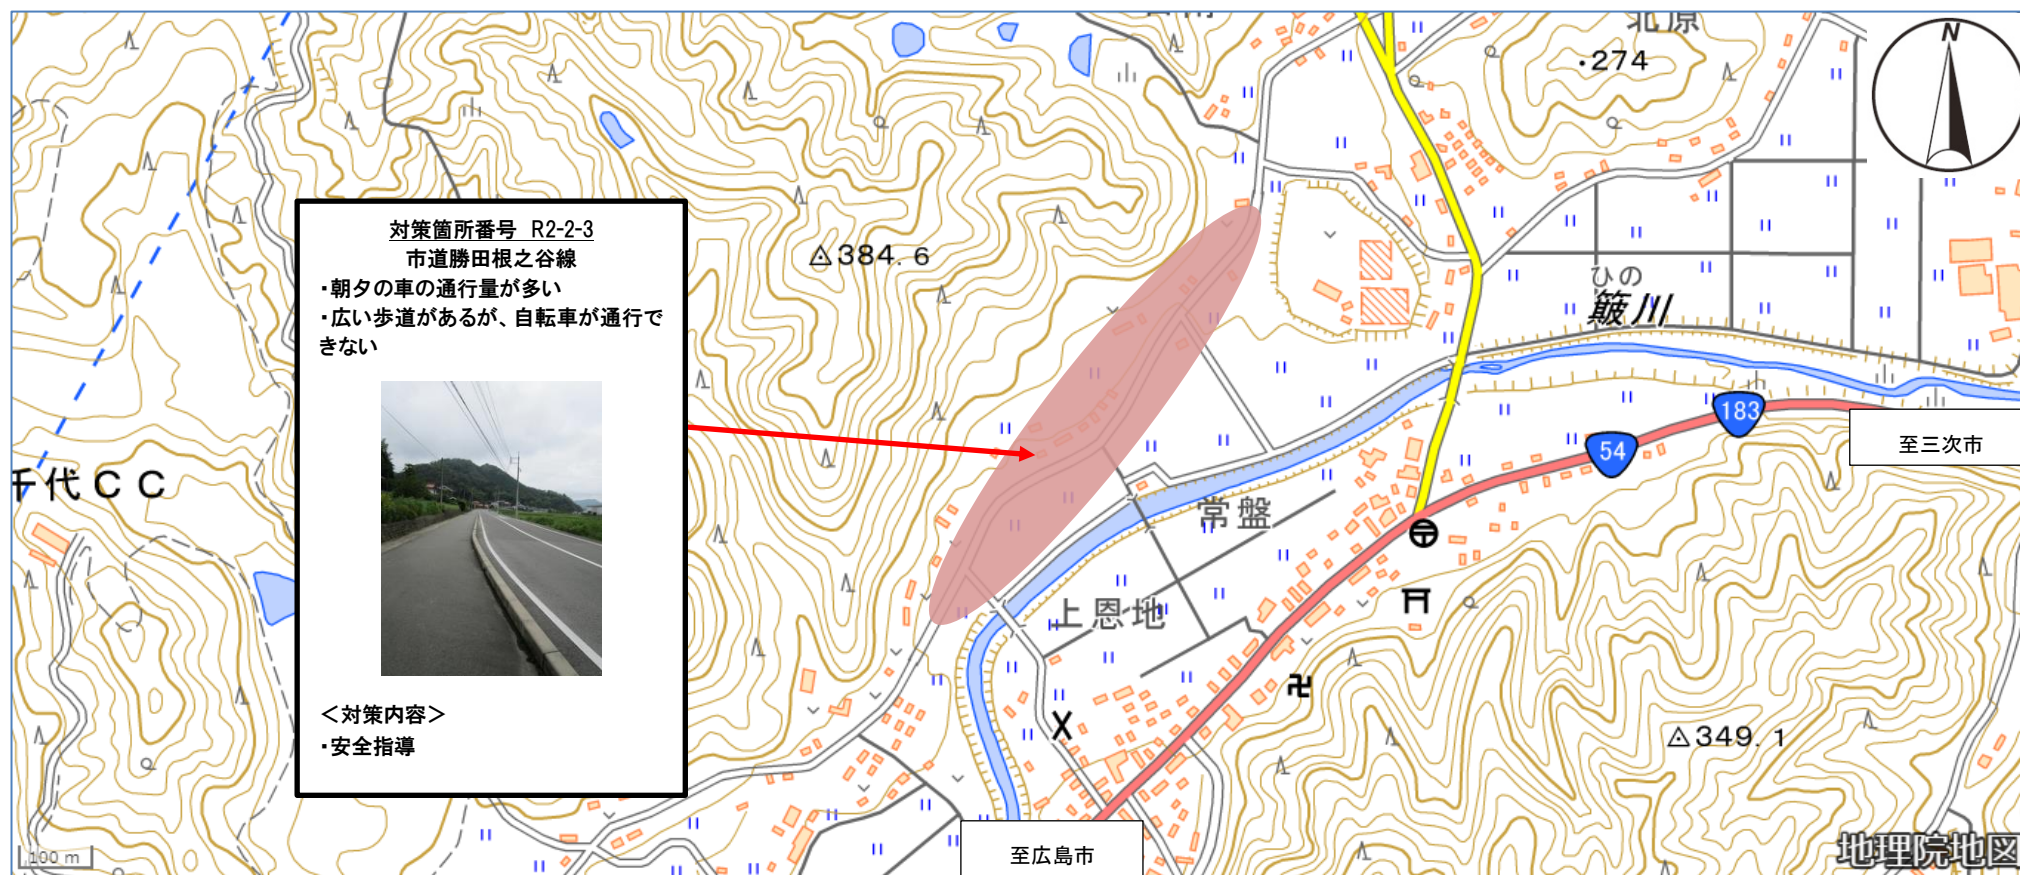 北原
・274
N
対策箇所番号 R2-2-3
市道勝田根之谷線
・朝夕の車の通行量が多い
・広い歩道があるが、自転車が通行で
きない
<対策内容>
・安全指導
384.6
ひの
簸川
183
54
至三次市
千代CC
常盤
上恩地
349.1
至広島市
100 m
地理院地図